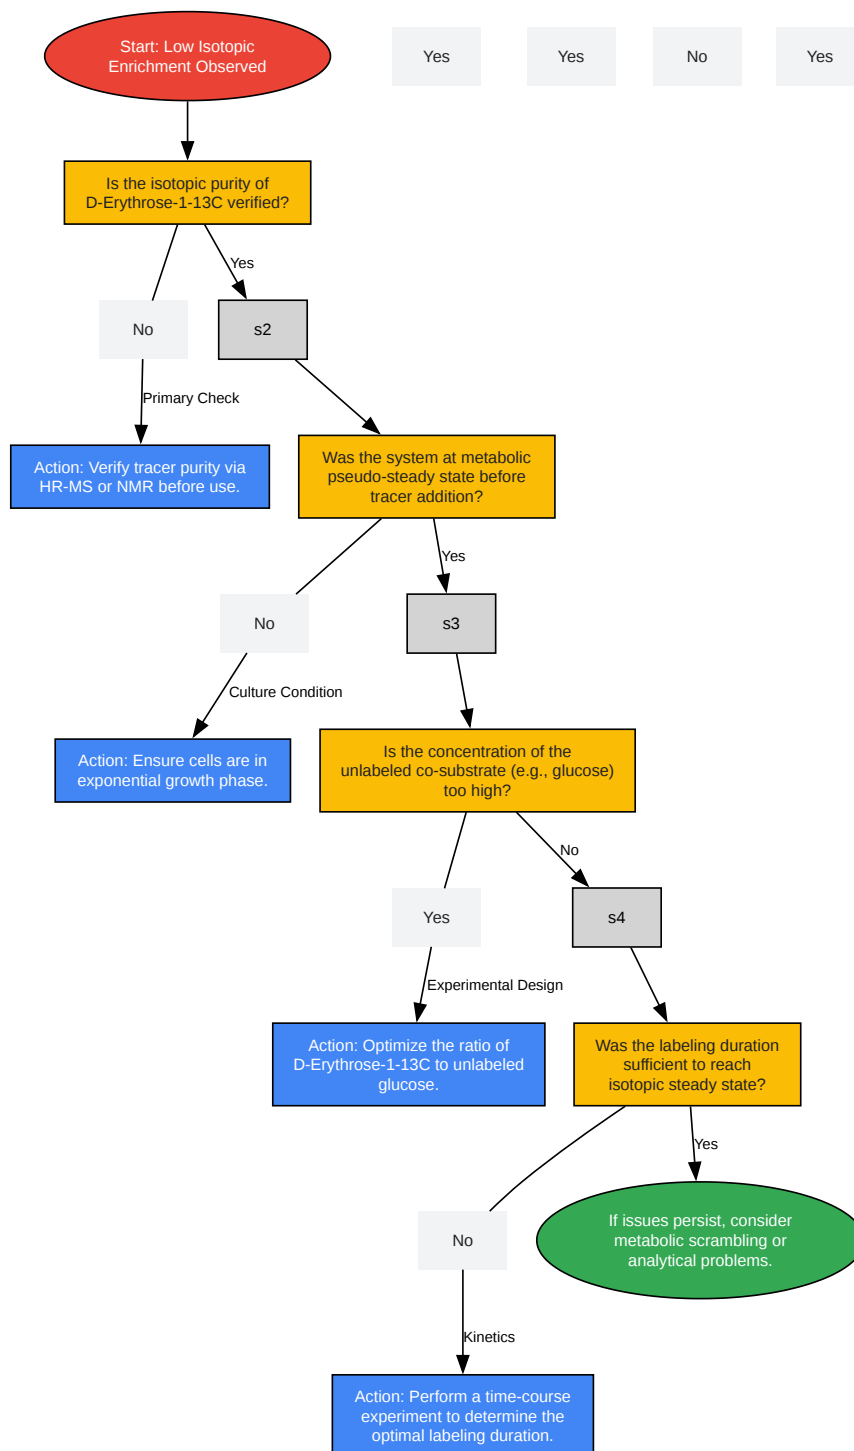 Start: Low Isotopic
Enrichment Observed
Yes
Yes
No
Yes
Is the isotopic purity of
D-Erythrose-1-13C verified?
Yes
No
s2
Primary Check
Action: Verify tracer purity via
HR-MS or NMR before use.
Was the system at metabolic
pseudo-steady state before
tracer addition?
Yes
No
s3
Culture Condition
Action: Ensure cells are in
exponential growth phase.
Is the concentration of the
unlabeled co-substrate (e.g., glucose)
too high?
No
Yes
s4
Experimental Design
Action: Optimize the ratio of
D-Erythrose-1-13C to unlabeled
glucose.
Was the labeling duration
sufficient to reach
isotopic steady state?
Yes
No
If issues persist, consider
metabolic scrambling or
analytical problems.
Kinetics
Action: Perform a time-course
experiment to determine the
optimal labeling duration.